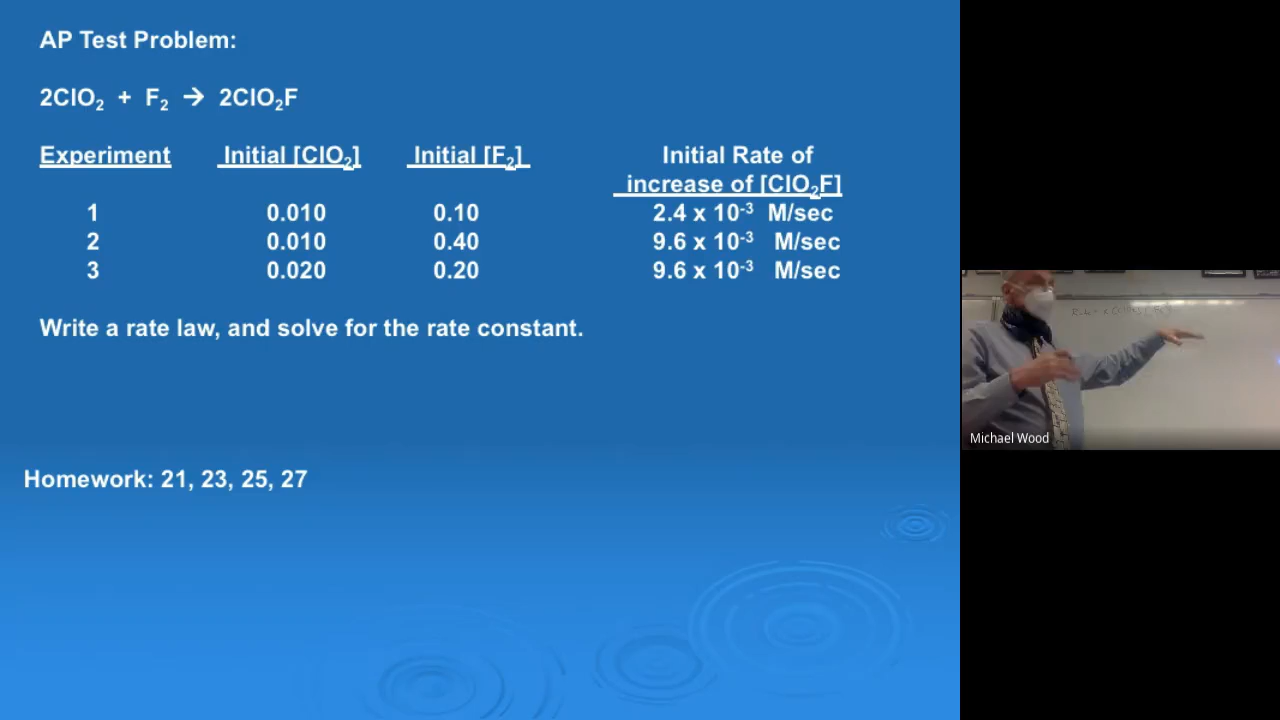 AP Test Problem:
2ClO₂ + F₂ → 2ClO₂F
Experiment Initial [ClO₂] Initial [F₂] Initial Rate of
increase of [ClO₂F]
1 0.010 0.10 2.4 x 10⁻³ M/sec
2 0.010 0.40 9.6 x 10⁻³ M/sec
3 0.020 0.20 9.6 x 10⁻³ M/sec
Write a rate law, and solve for the rate constant.
Homework: 21, 23, 25, 27
Michael Wood